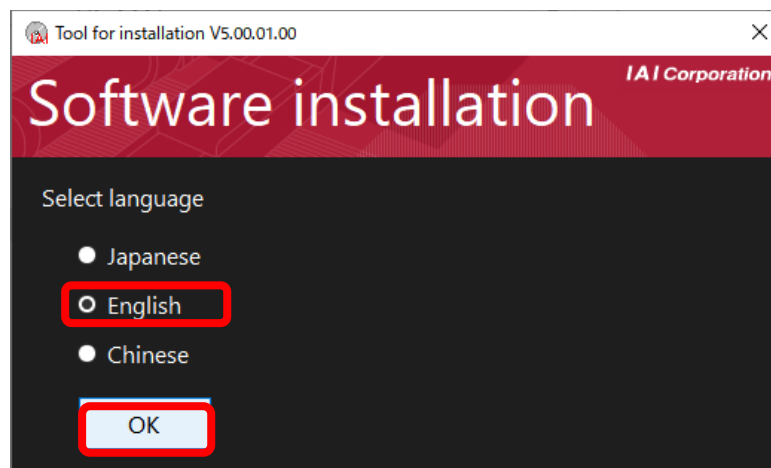 Tool for installation V5.00.01.00
IAI Corporation
Software installation
Select language
Japanese
English
Chinese
OK